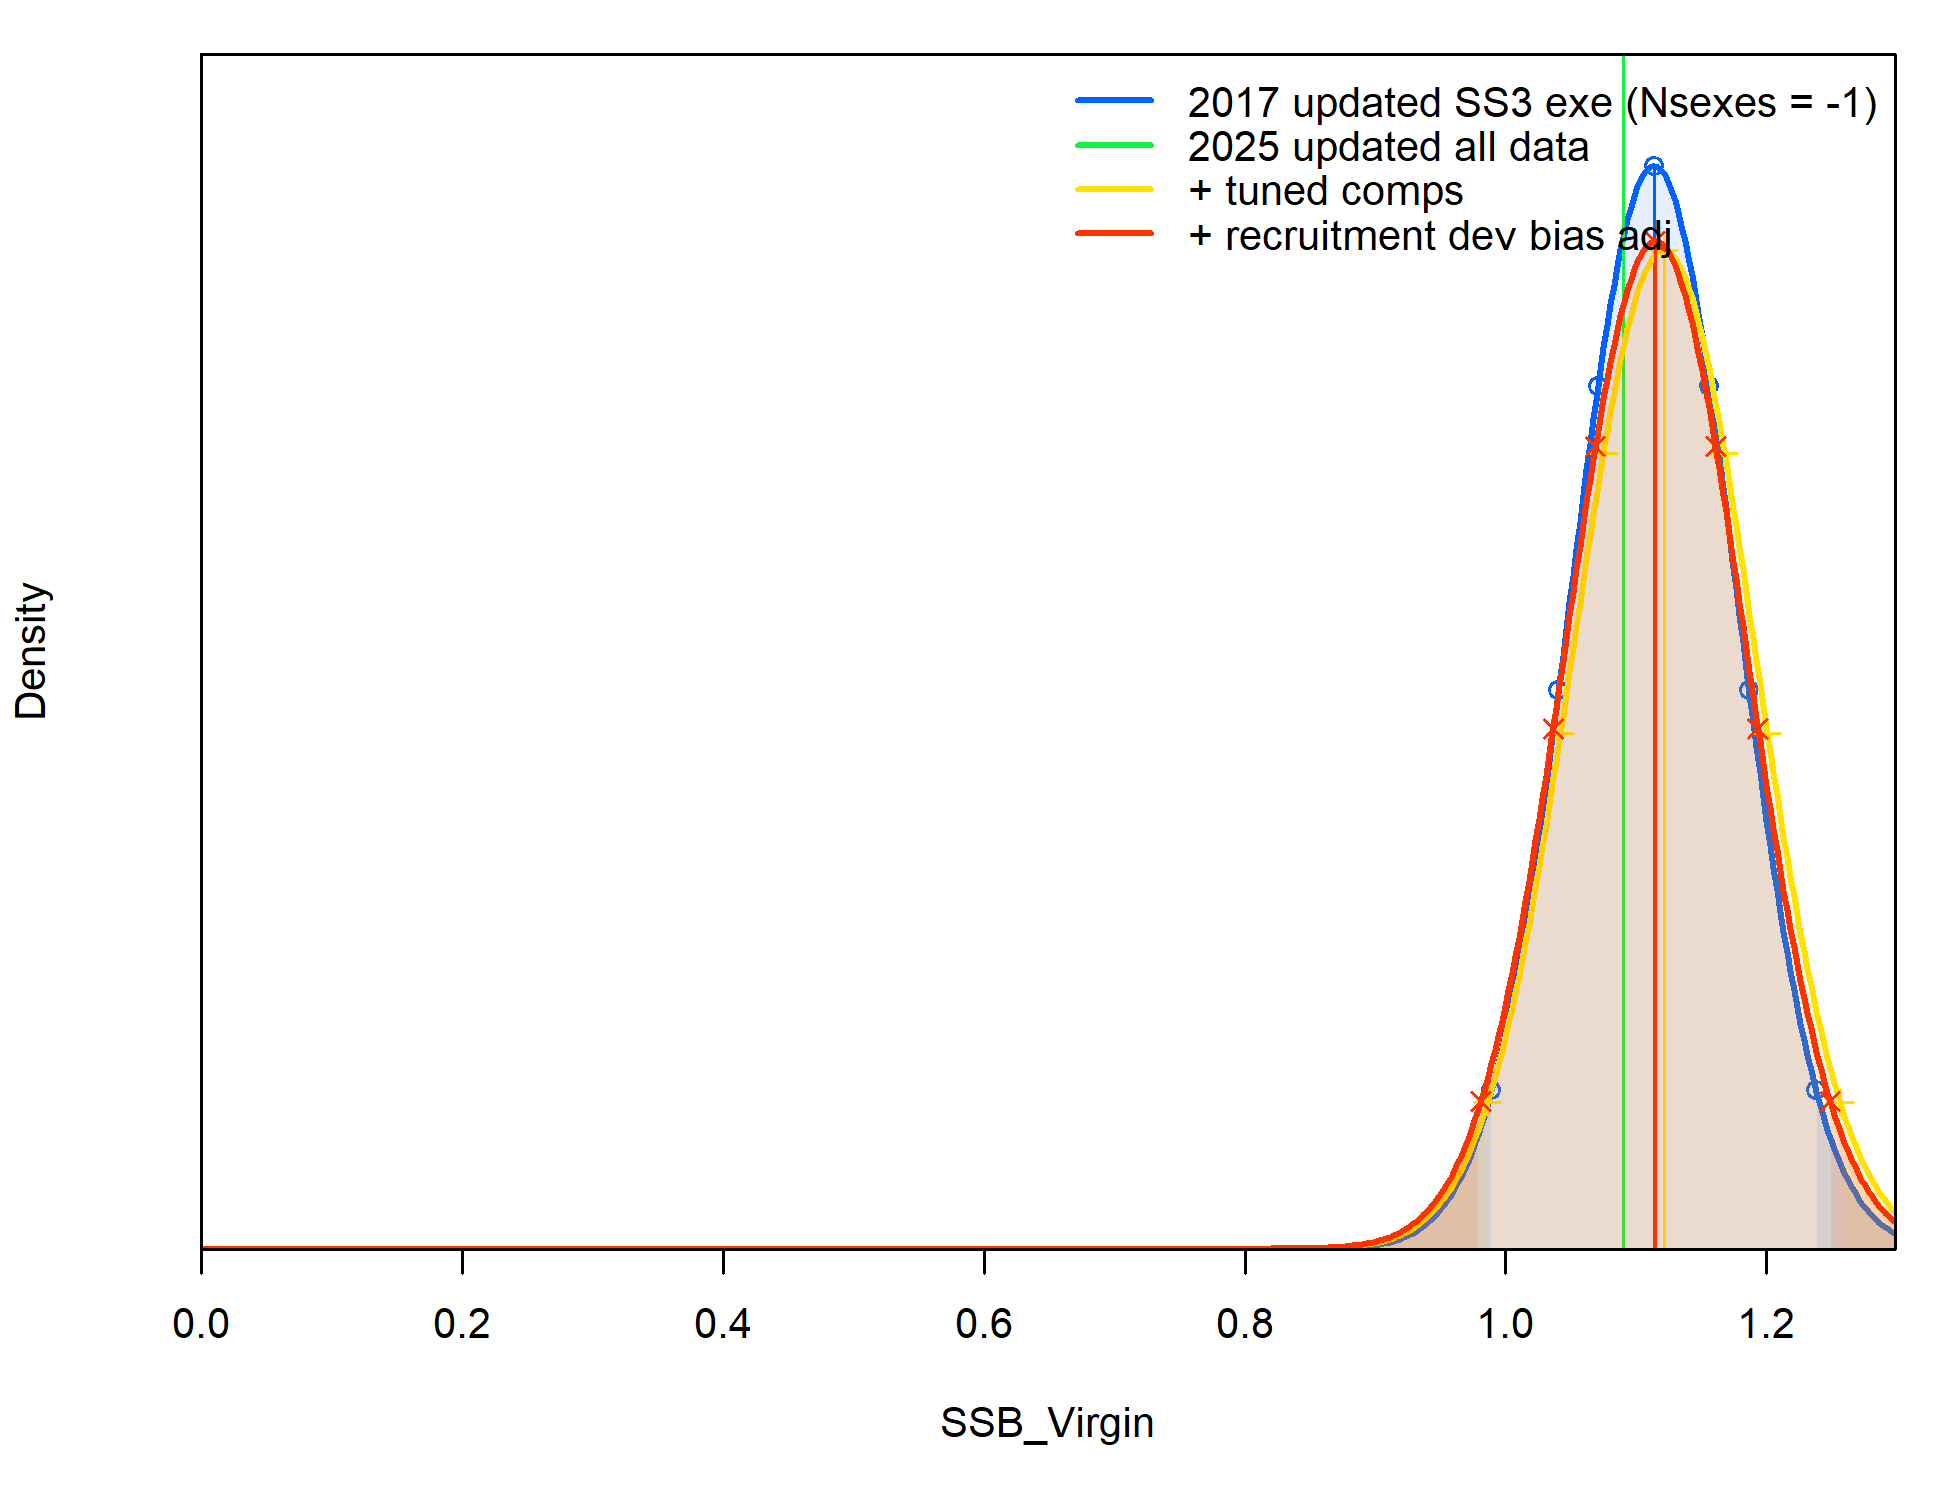 2017 updated SS3 exe (Nsexes = -1)
2025 updated all data
+ tuned comps
+ recruitment dev bias adj
Density
0.0 0.2 0.4 0.6 0.8 1.0 1.2
SSB_Virgin